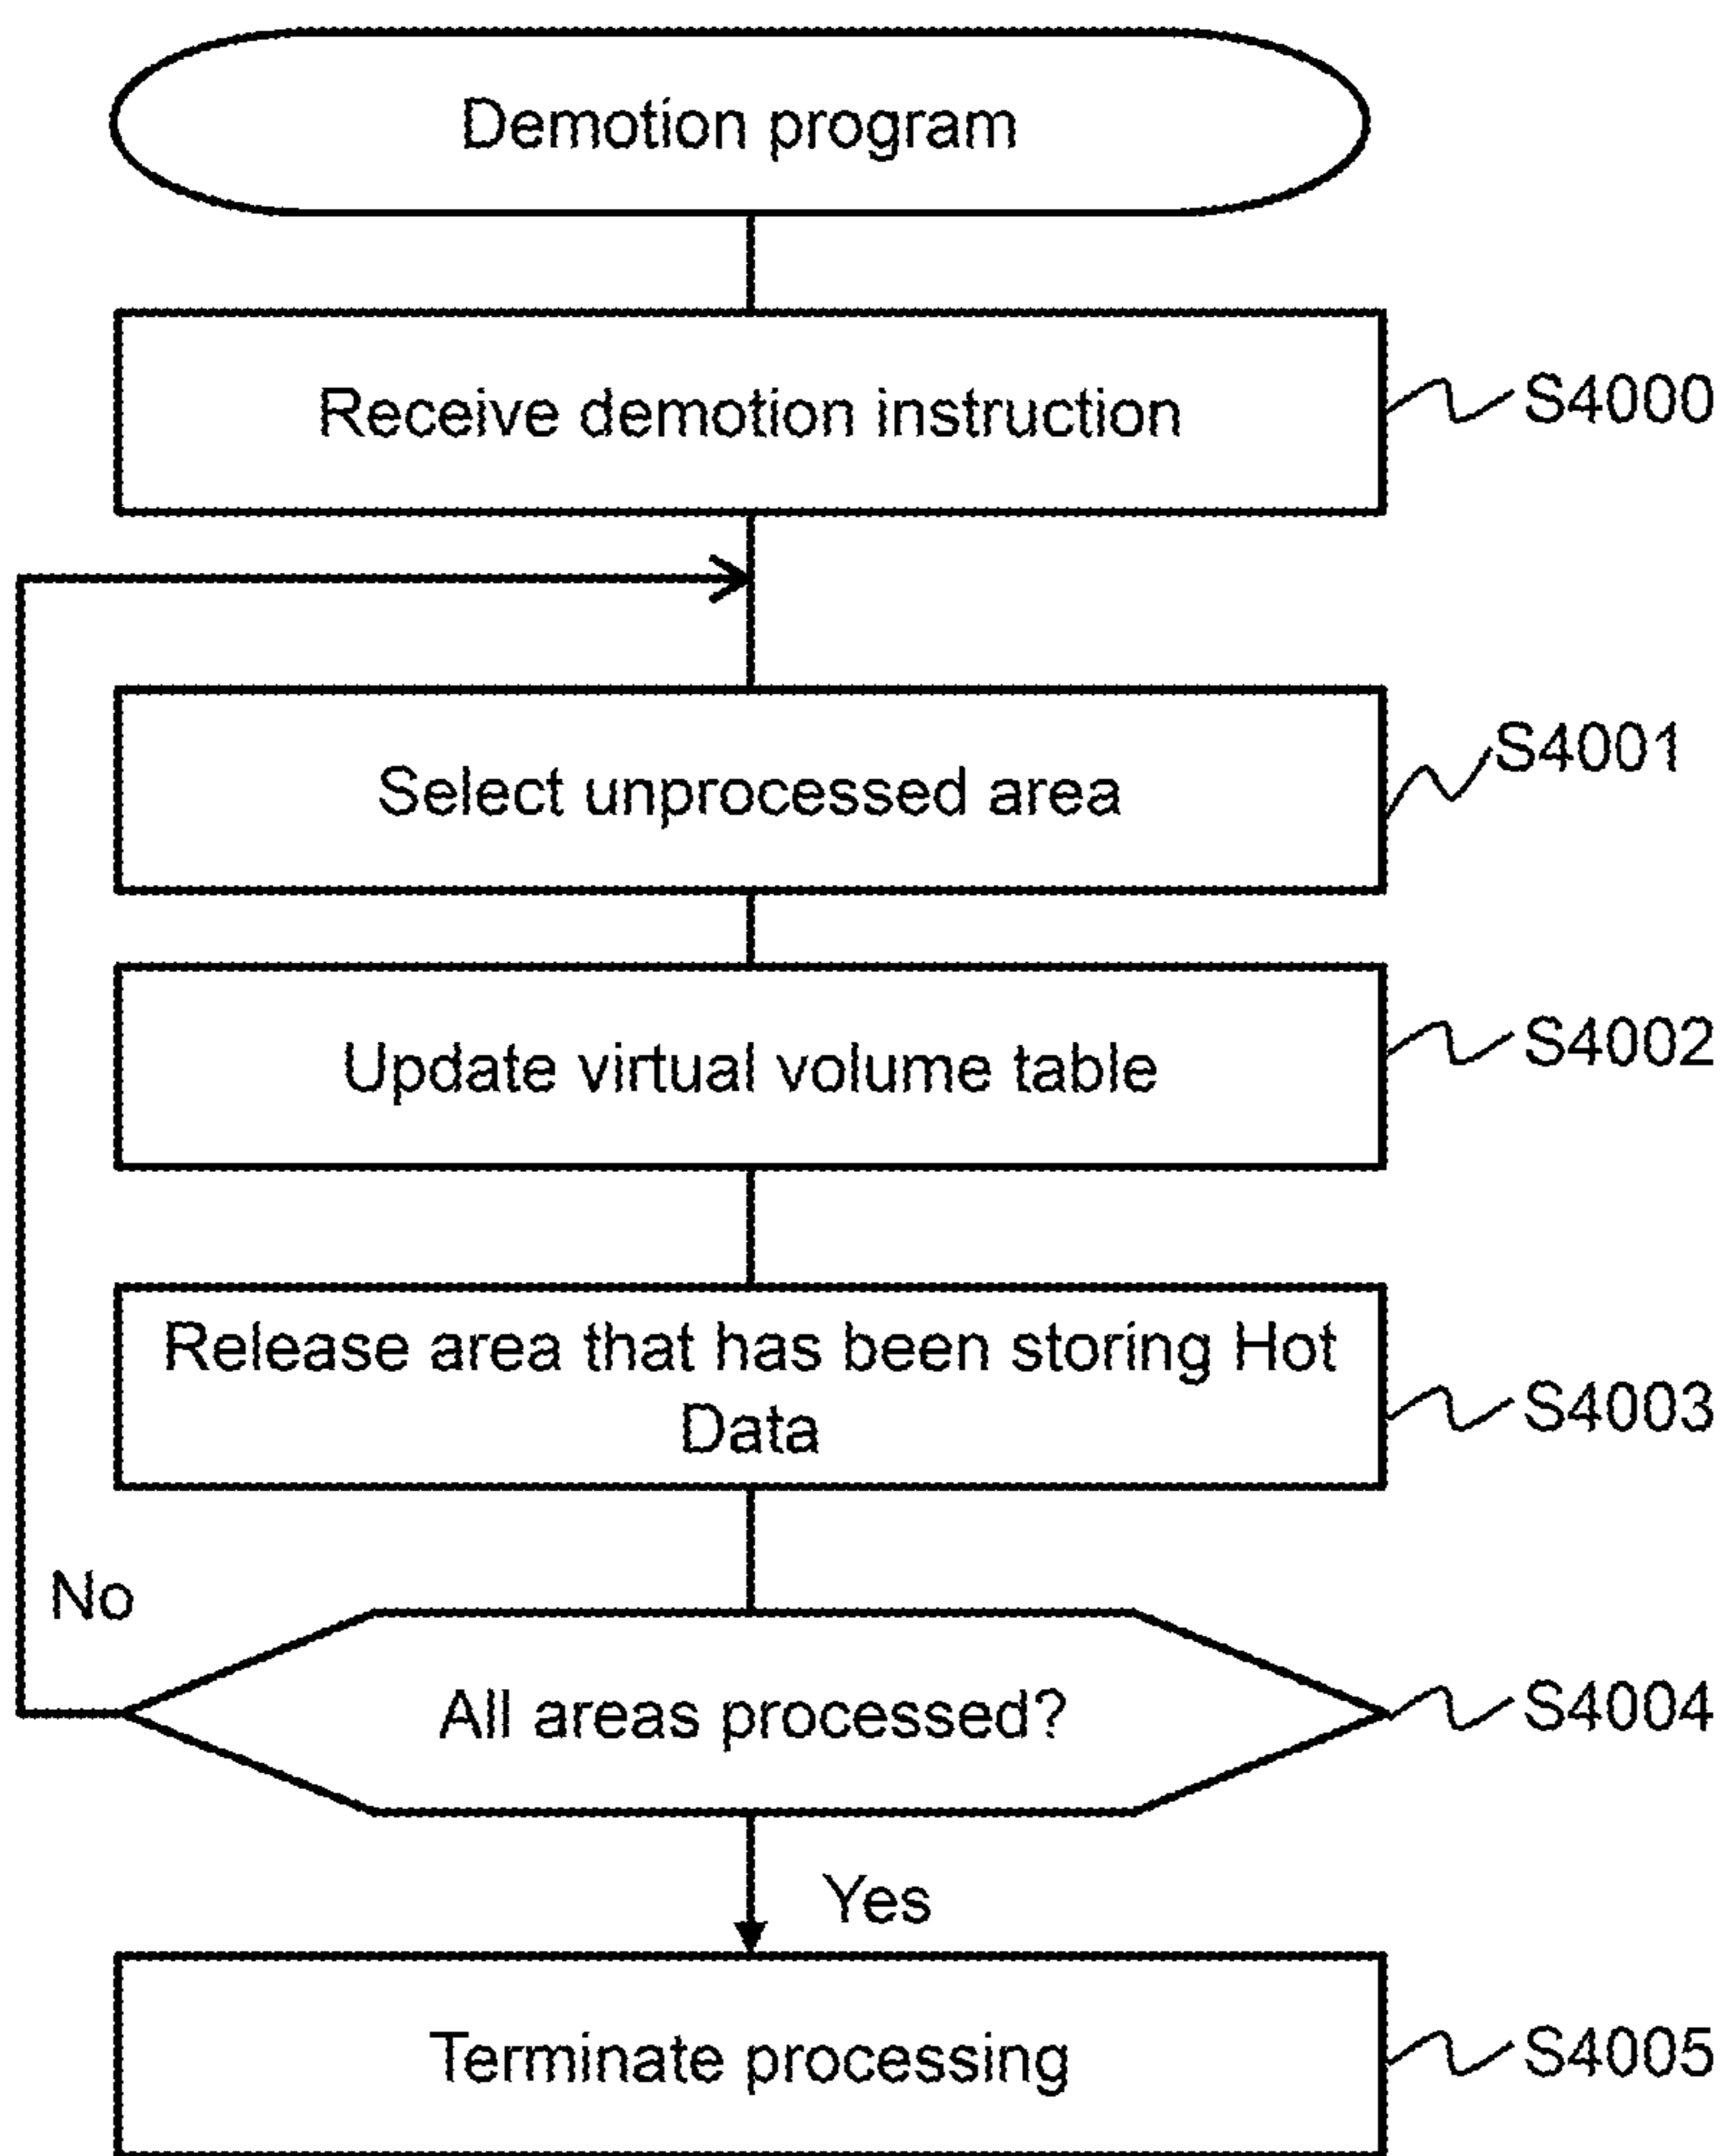 Demotion program
Receive demotion instruction
S4000
Select unprocessed area
S4001
Update virtual volume table
S4002
Release area that has been storing Hot
Data
S4003
No
All areas processed?
S4004
Yes
Terminate processing
S4005